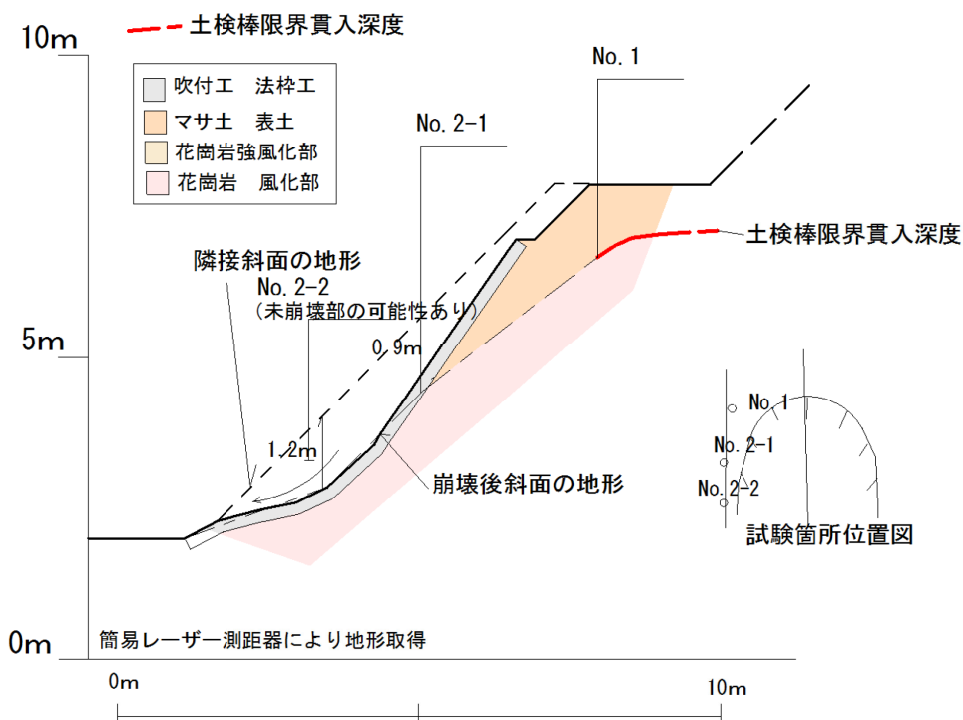 10m
土検棒限界貫入深度
吹付工　法枠工
マサ土　表土
花崗岩強風化部
花崗岩　風化部
No. 1
No. 2-1
土検棒限界貫入深度
隣接斜面の地形
No. 2-2
（未崩壊部の可能性あり）
5m
0.9m
1.2m
崩壊後斜面の地形
No. 1
No. 2-1
No. 2-2
試験箇所位置図
0m
簡易レーザー測距器により地形取得
0m
10m